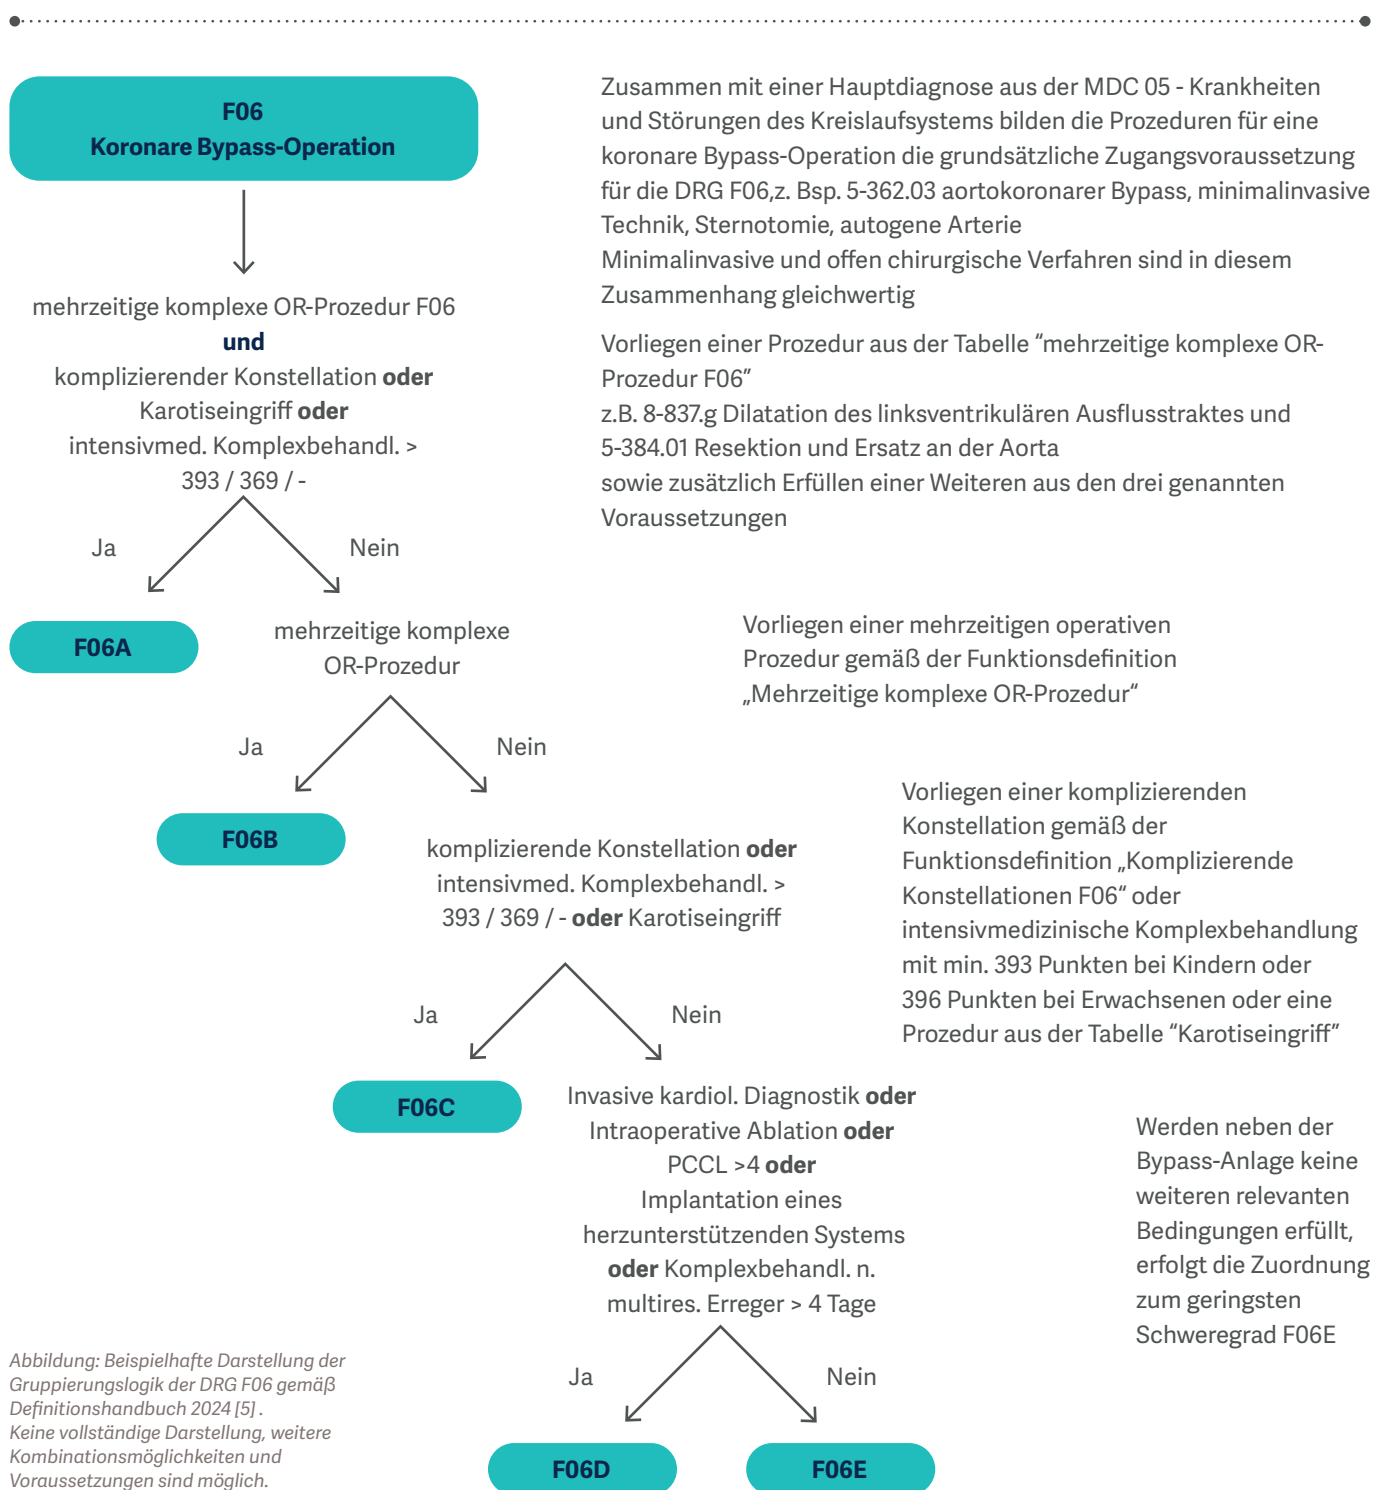 F06
Koronare Bypass-Operation
Zusammen mit einer Hauptdiagnose aus der MDC 05 - Krankheiten
und Störungen des Kreislaufsystems bilden die Prozeduren für eine
koronare Bypass-Operation die grundsätzliche Zugangsvoraussetzung
für die DRG F06,z. Bsp. 5-362.03 aortokoronarer Bypass, minimalinvasive
Technik, Sternotomie, autogene Arterie
Minimalinvasive und offen chirurgische Verfahren sind in diesem
Zusammenhang gleichwertig
mehrzeitige komplexe OR-Prozedur F06
und
komplizierender Konstellation oder
Karotiseingriff oder
intensivmed. Komplexbehandl. >
393 / 369 / -
Vorliegen einer Prozedur aus der Tabelle “mehrzeitige komplexe OR-
Prozedur F06”
z.B. 8-837.g Dilatation des linksventrikulären Ausflusstraktes und
5-384.01 Resektion und Ersatz an der Aorta
sowie zusätzlich Erfüllen einer Weiteren aus den drei genannten
Voraussetzungen
Ja
Nein
F06A
mehrzeitige komplexe
OR-Prozedur
Vorliegen einer mehrzeitigen operativen
Prozedur gemäß der Funktionsdefinition
„Mehrzeitige komplexe OR-Prozedur“
Ja
Nein
F06B
komplizierende Konstellation oder
intensivmed. Komplexbehandl. >
393 / 369 / - oder Karotiseingriff
Vorliegen einer komplizierenden
Konstellation gemäß der
Funktionsdefinition „Komplizierende
Konstellationen F06“ oder
intensivmedizinische Komplexbehandlung
mit min. 393 Punkten bei Kindern oder
396 Punkten bei Erwachsenen oder eine
Prozedur aus der Tabelle “Karotiseingriff”
Ja
Nein
F06C
Invasive kardiol. Diagnostik oder
Intraoperative Ablation oder
PCCL >4 oder
Implantation eines
herzunterstützenden Systems
oder Komplexbehandl. n.
multires. Erreger > 4 Tage
Werden neben der
Bypass-Anlage keine
weiteren relevanten
Bedingungen erfüllt,
erfolgt die Zuordnung
zum geringsten
Schweregrad F06E
Ja
Nein
F06D
F06E
Abbildung: Beispielhafte Darstellung der
Gruppierungslogik der DRG F06 gemäß
Definitionshandbuch 2024 [5] .
Keine vollständige Darstellung, weitere
Kombinationsmöglichkeiten und
Voraussetzungen sind möglich.